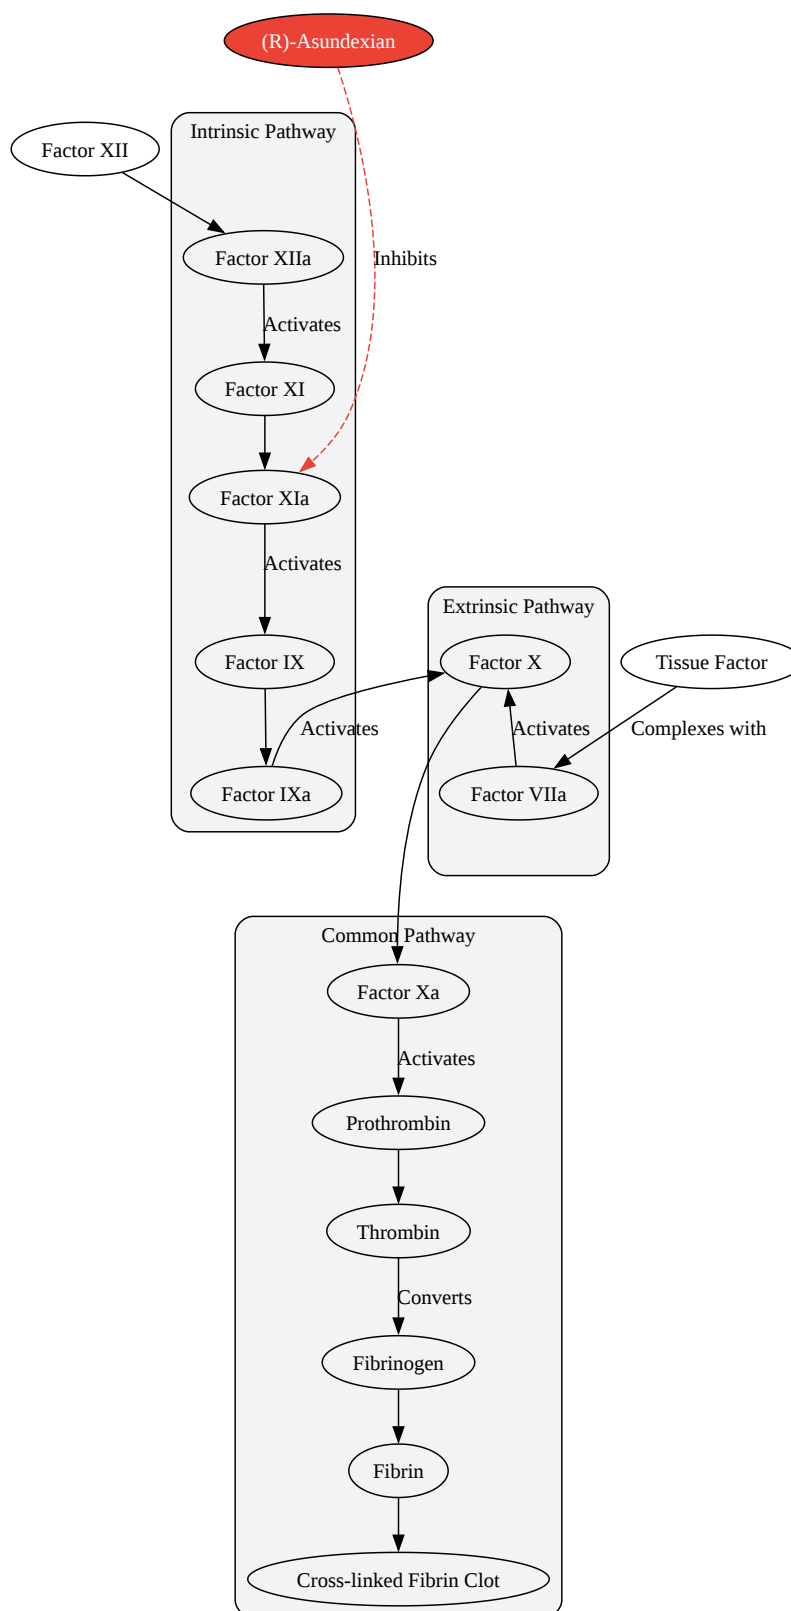 (R)-Asundexian
Intrinsic Pathway
Factor XII
Factor XIIa
Inhibits
Activates
Factor XI
Factor XIa
Activates
Extrinsic Pathway
Factor IX
Factor X
Tissue Factor
Activates
Activates
Complexes with
Factor IXa
Factor VIIa
Common Pathway
Factor Xa
Activates
Prothrombin
Thrombin
Converts
Fibrinogen
Fibrin
Cross-linked Fibrin Clot